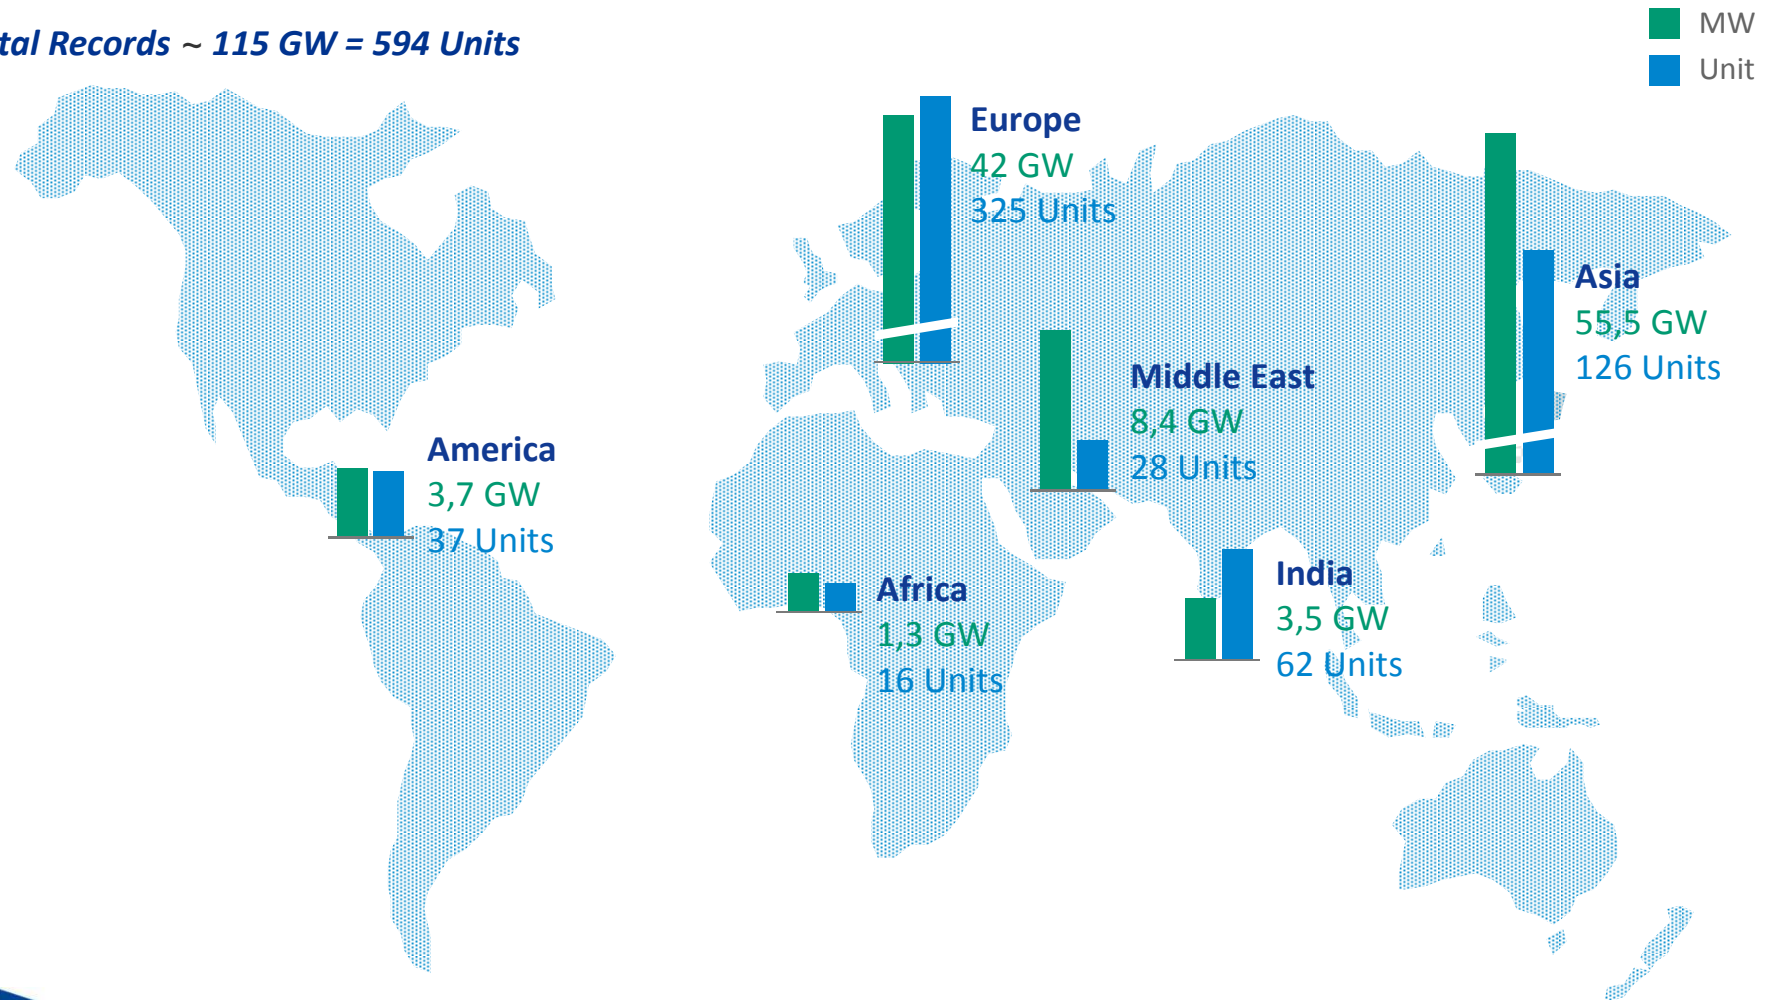 tal Records ~ 115 GW = 594 Units
MW
Unit
Europe
42 GW
325 Units
Asia
55,5 GW
126 Units
Middle East
8,4 GW
28 Units
America
3,7 GW
37 Units
Africa
1,3 GW
16 Units
India
3,5 GW
62 Units